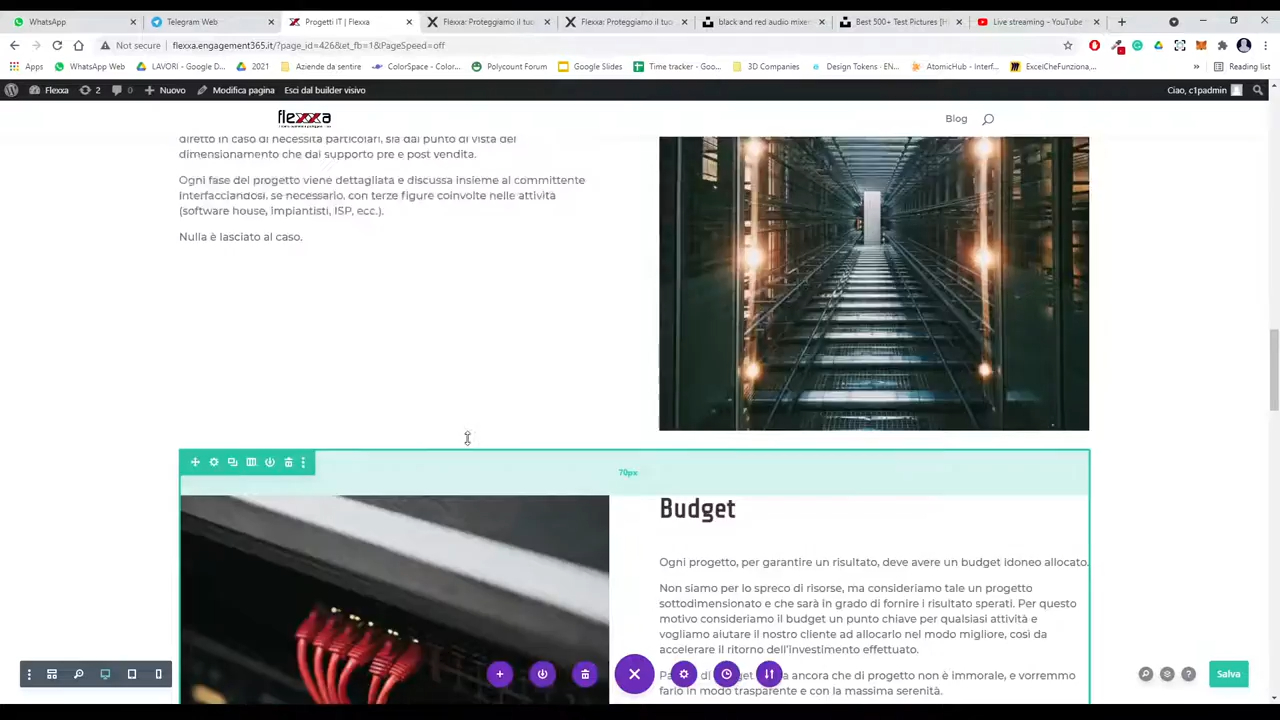 WhatsApp
Telegram Web
Progetti IT | Flexxa
Flexxa: Proteggiamo il tuo
Flexxa: Proteggiamo il tuo
black and red audio mixer
Best 500+ Test Pictures [H
Live streaming - YouTube
Not secure
flexxa.engagement365.it/?page_id=426&et_fb=1&PageSpeed=off
Apps
WhatsApp Web
LAVORI - Google D...
2021
Aziende da sentire
ColorSpace - Color...
Polycount Forum
Google Slides
Time tracker - Goo...
3D Companies
Design Tokens - EN...
AtomicHub - Interf...
ExcelCheFunziona,...
Reading list
Flexxa
2
0
Nuovo
Modifica pagina
Esci dal builder visivo
Ciao, c1padmin
flexxa
Blog
diretto in caso di necessità particolari, sia dal punto di vista del
dimensionamento che dal supporto pre e post vendita.
Ogni fase del progetto viene dettagliata e discussa insieme al committente
interfacciandosi, se necessario, con terze figure coinvolte nelle attività
(software house, impiantisti, ISP, ecc.).
Nulla è lasciato al caso.
70px
Budget
Ogni progetto, per garantire un risultato, deve avere un budget idoneo allocato.
Non siamo per lo spreco di risorse, ma consideriamo tale un progetto
sottodimensionato e che sarà in grado di fornire i risultato sperati. Per questo
motivo consideriamo il budget un punto chiave per qualsiasi attività e
vogliamo aiutare il nostro cliente ad allocarlo nel modo migliore, così da
accelerare il ritorno dell'investimento effettuato.
di ancora che di progetto non è immorale, e vorremmo
farlo in modo trasparente e con la massima serenità.
Salva